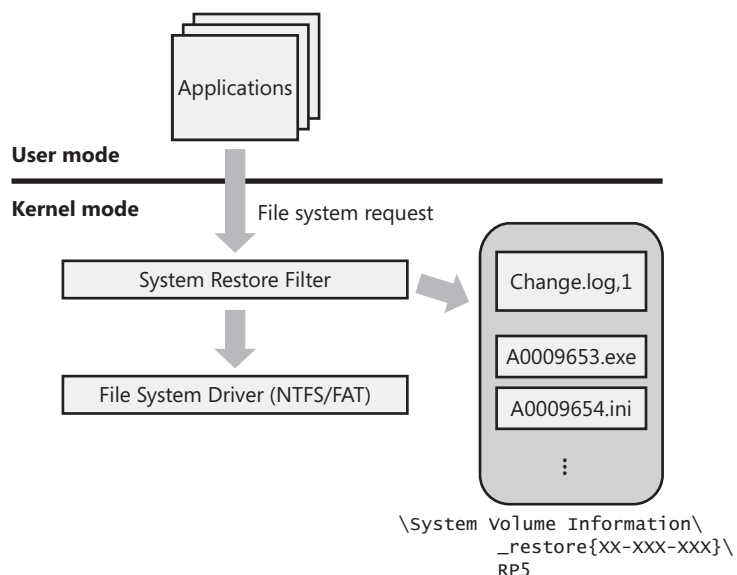 Applications
User mode
Kernel mode
File system request
System Restore Filter
Change.log,1
A0009653.exe
File System Driver (NTFS/FAT)
A0009654.ini
\System Volume Information\
_restore{XX-XXX-XXX}\
RP5